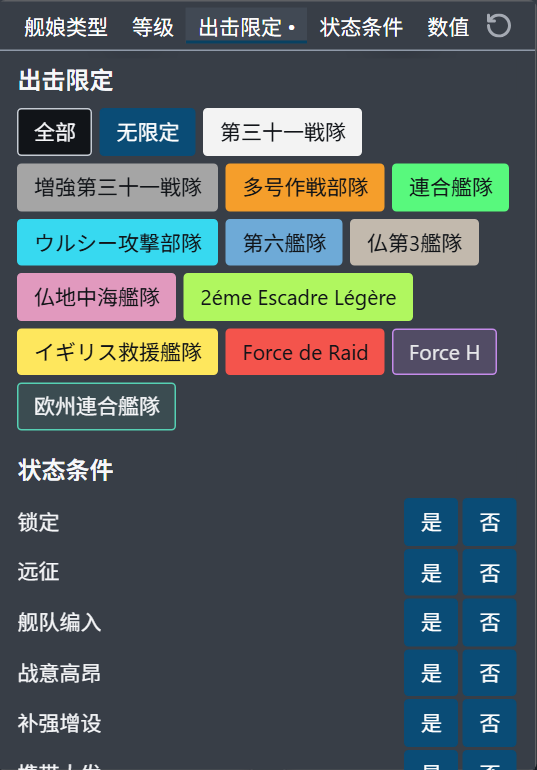 舰娘类型 等级 出击限定 • 状态条件 数值
出击限定
全部 无限定 第三十一戦隊
増強第三十一戦隊 多号作戦部隊 連合艦隊
ウルシー攻撃部隊 第六艦隊 仏第3艦隊
仏地中海艦隊 2éme Escadre Légère
イギリス救援艦隊 Force de Raid Force H
欧州連合艦隊
状态条件
锁定 是 否
远征 是 否
舰队编入 是 否
战意高昂 是 否
补强增设 是 否